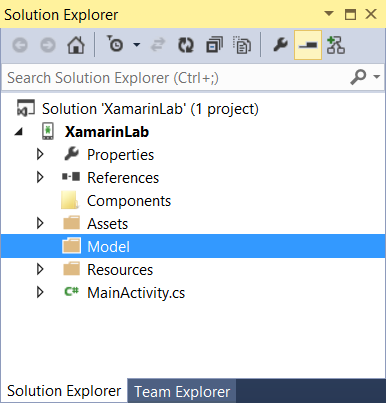 Solution Explorer
Search Solution Explorer (Ctrl+;)
Solution 'XamarinLab' (1 project)
XamarinLab
Properties
References
Components
Assets
Model
Resources
C# MainActivity.cs
Solution Explorer Team Explorer